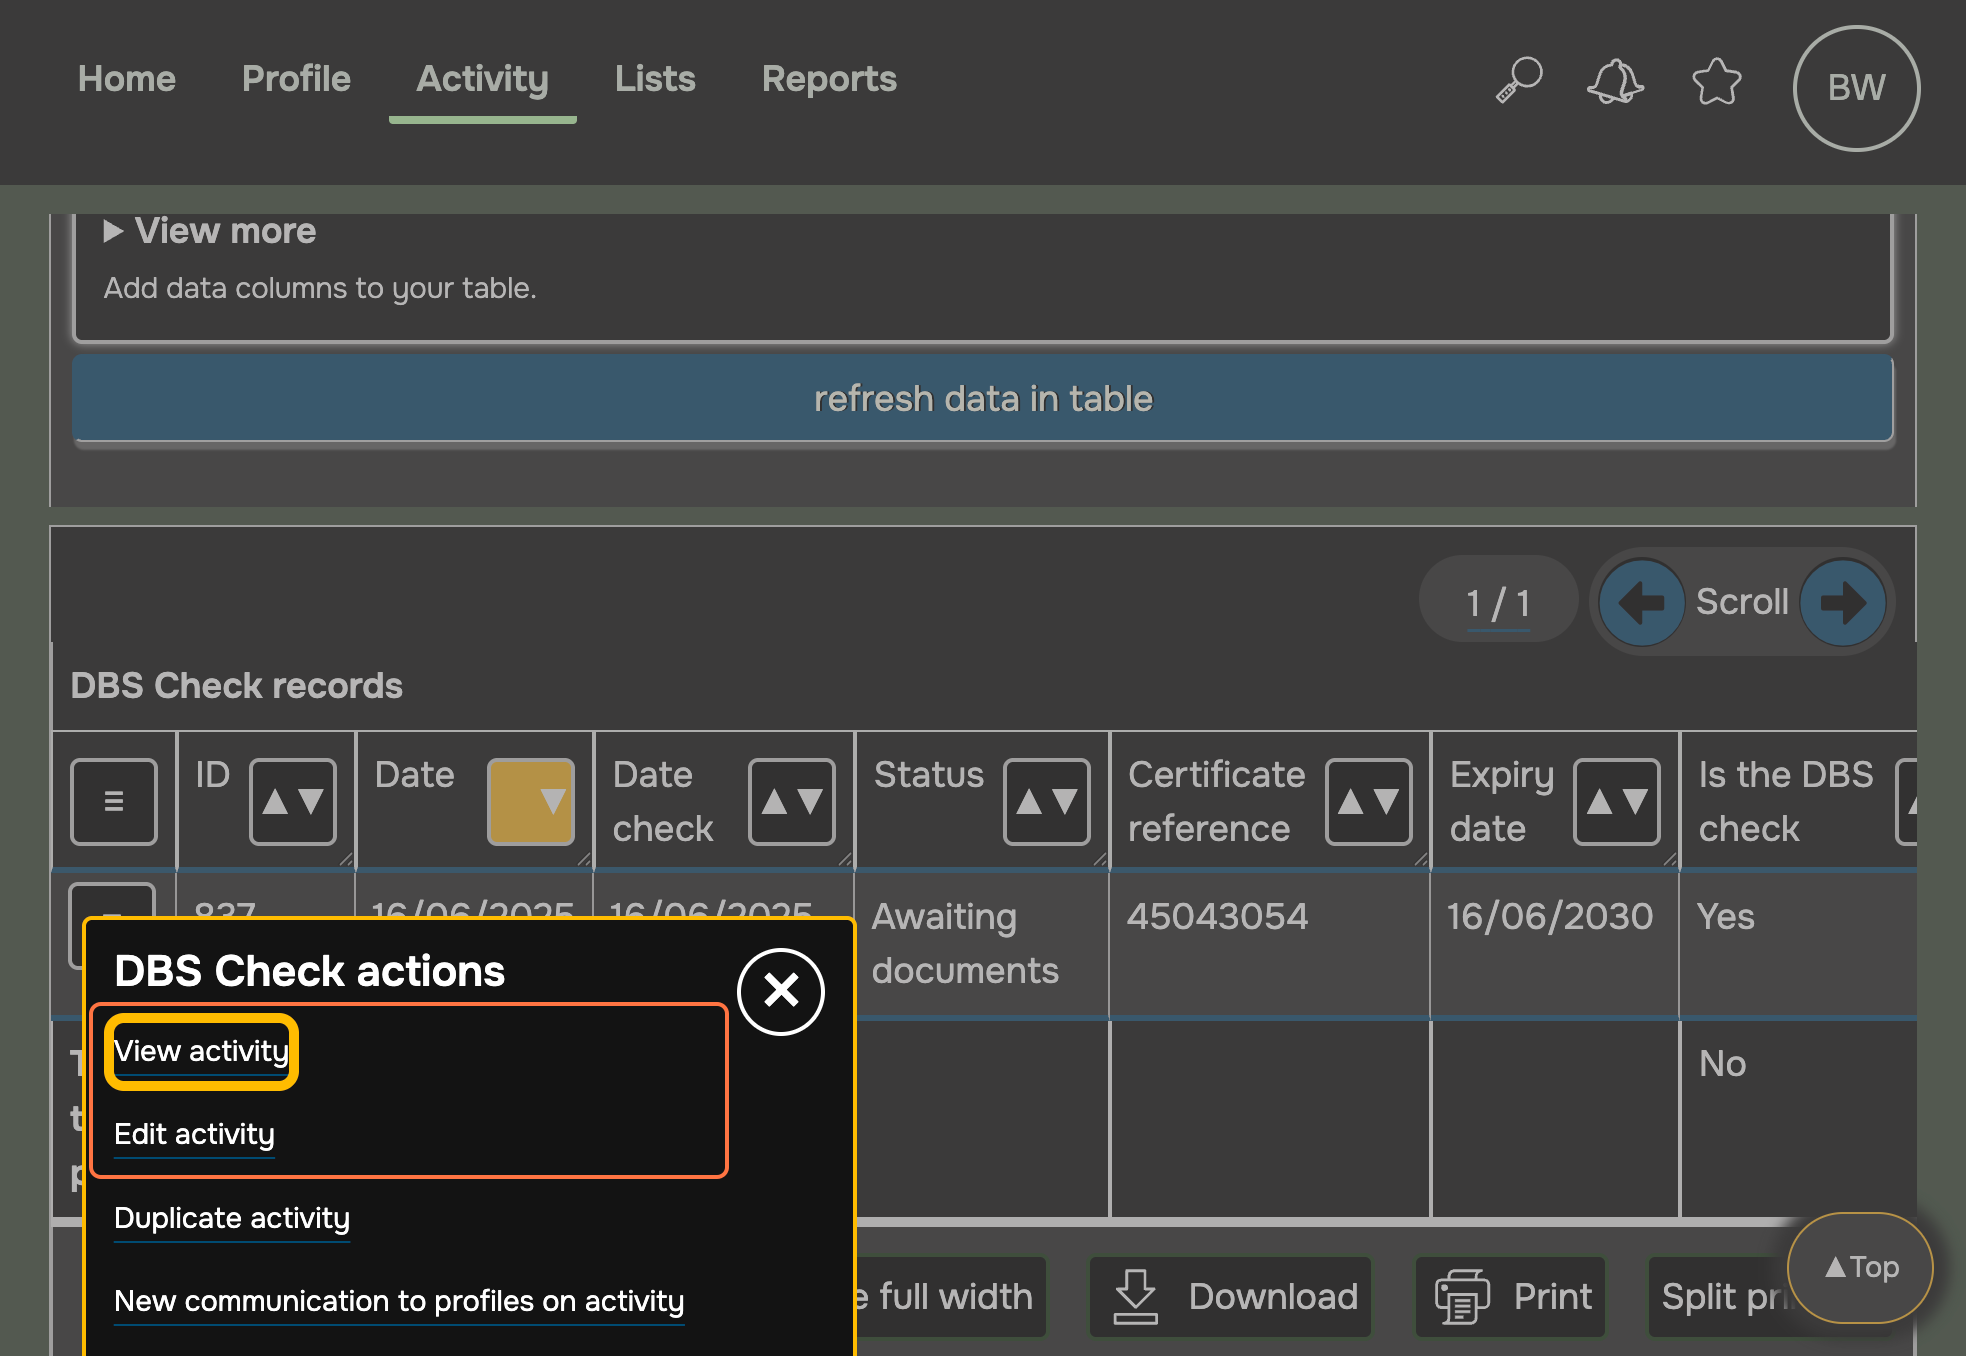 Home Profile Activity Lists Reports BW
View more
Add data columns to your table.
refresh data in table
1 / 1 Scroll
DBS Check records
ID Date Date check Status Certificate reference Expiry date Is the DBS check
837 16/06/2025 16/06/2025 Awaiting documents 45043054 16/06/2030 Yes
No
DBS Check actions
View activity
Edit activity
Duplicate activity
New communication to profiles on activity
full width Download Print Split
Top